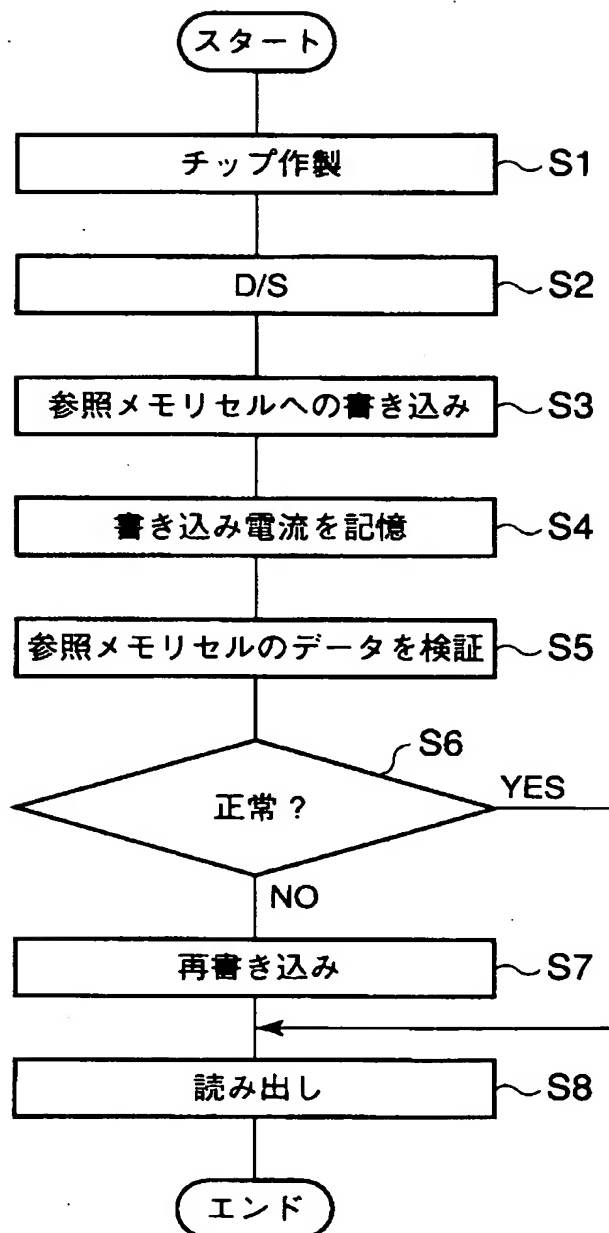 スタート
チップ作製 S1
D/S S2
参照メモリセルへの書き込み S3
書き込み電流を記憶 S4
参照メモリセルのデータを検証 S5
S6
正常? YES
NO
再書き込み S7
読み出し S8
エンド